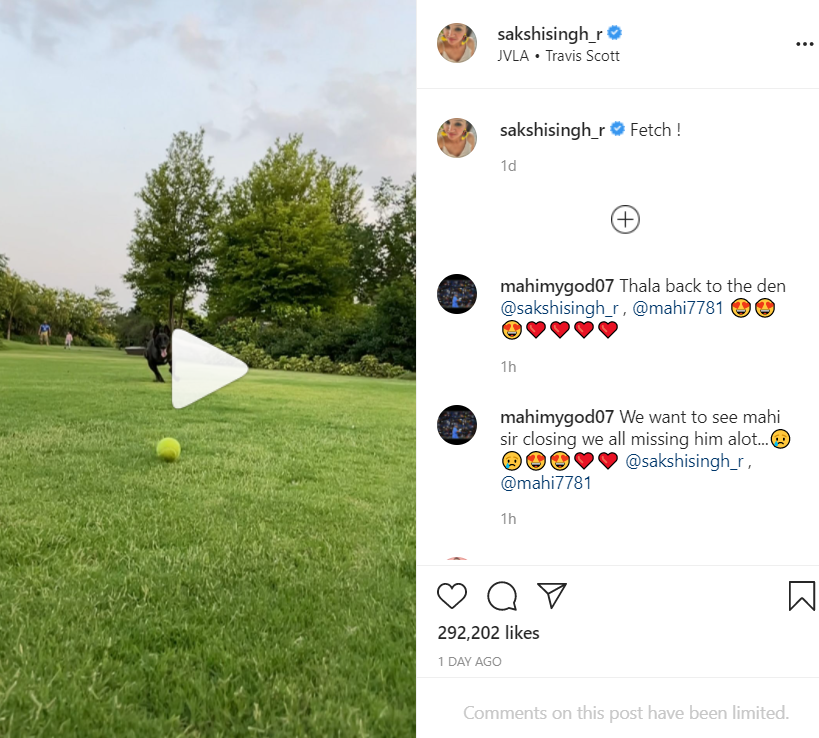 sakshisingh_r
JVLA • Travis Scott
sakshisingh_r Fetch !
1d
mahimygod07 Thala back to the den
@sakshisingh_r , @mahi7781 😍😍
😍❤️❤️❤️❤️
1h
mahimygod07 We want to see mahi
sir closing we all missing him alot...😢
😢😍😍❤️❤️ @sakshisingh_r ,
@mahi7781
1h
292,202 likes
1 DAY AGO
Comments on this post have been limited.